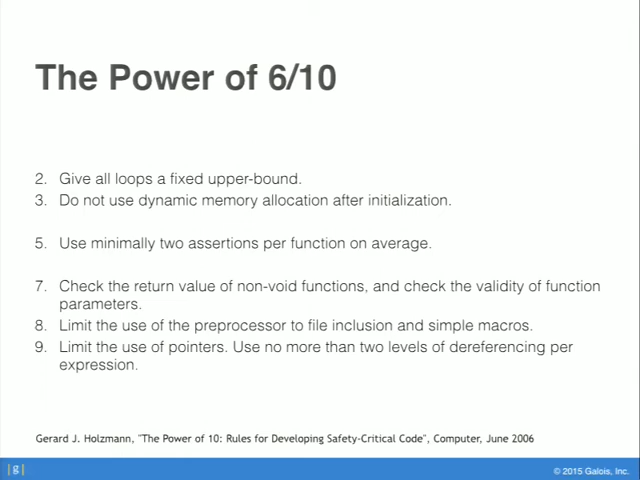 The Power of 6/10
2. Give all loops a fixed upper-bound.
3. Do not use dynamic memory allocation after initialization.
5. Use minimally two assertions per function on average.
7. Check the return value of non-void functions, and check the validity of function
parameters.
8. Limit the use of the preprocessor to file inclusion and simple macros.
9. Limit the use of pointers. Use no more than two levels of dereferencing per
expression.
Gerard J. Holzmann, "The Power of 10: Rules for Developing Safety-Critical Code", Computer, June 2006
|g|
© 2015 Galois, Inc.